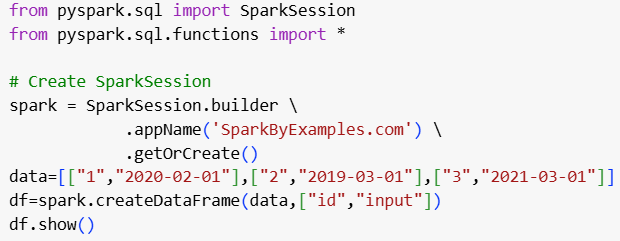 from pyspark.sql import SparkSession
from pyspark.sql.functions import *

# Create SparkSession
spark = SparkSession.builder \
            .appName('SparkByExamples.com') \
            .getOrCreate()
data=[["1","2020-02-01"],["2","2019-03-01"],["3","2021-03-01"]]
df=spark.createDataFrame(data,["id","input"])
df.show()